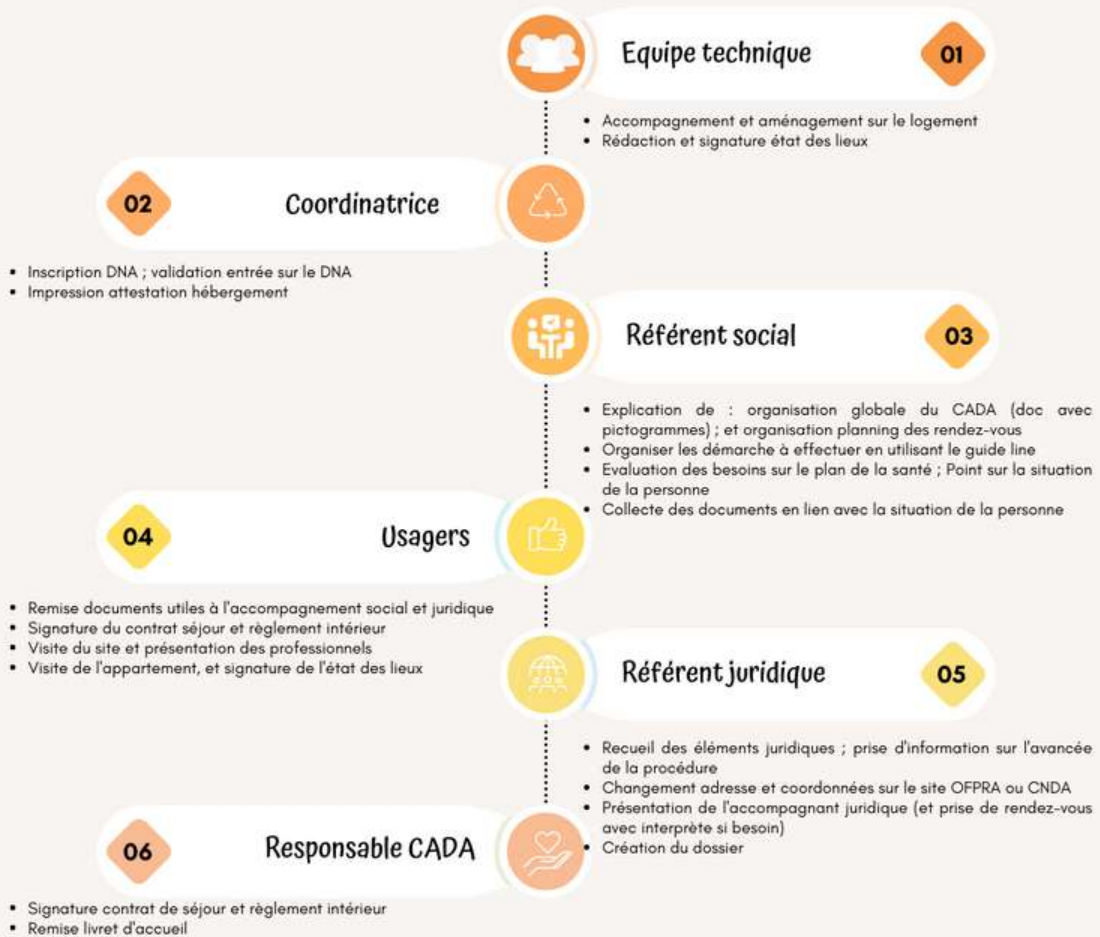 Equipe technique
01
• Accompagnement et aménagement sur le logement
• Rédaction et signature état des lieux
02
Coordinatrice
• Inscription DNA ; validation entrée sur le DNA
• Impression attestation hébergement
Référent social
03
• Explication de : organisation globale du CADA (doc avec
pictogrammes) ; et organisation planning des rendez-vous
• Organiser les démarche à effectuer en utilisant le guide line
• Evaluation des besoins sur le plan de la santé ; Point sur la situation
de la personne
• Collecte des documents en lien avec la situation de la personne
04
Usagers
• Remise documents utiles à l'accompagnement social et juridique
• Signature du contrat séjour et règlement intérieur
• Visite du site et présentation des professionnels
• Visite de l'appartement, et signature de l'état des lieux
Référent juridique
05
• Recueil des éléments juridiques ; prise d'information sur l'avancée
de la procédure
• Changement adresse et coordonnées sur le site OFPRA ou CNDA
• Présentation de l'accompagnant juridique (et prise de rendez-vous
avec interprète si besoin)
• Création du dossier
06
Responsable CADA
• Signature contrat de séjour et règlement intérieur
• Remise livret d'accueil